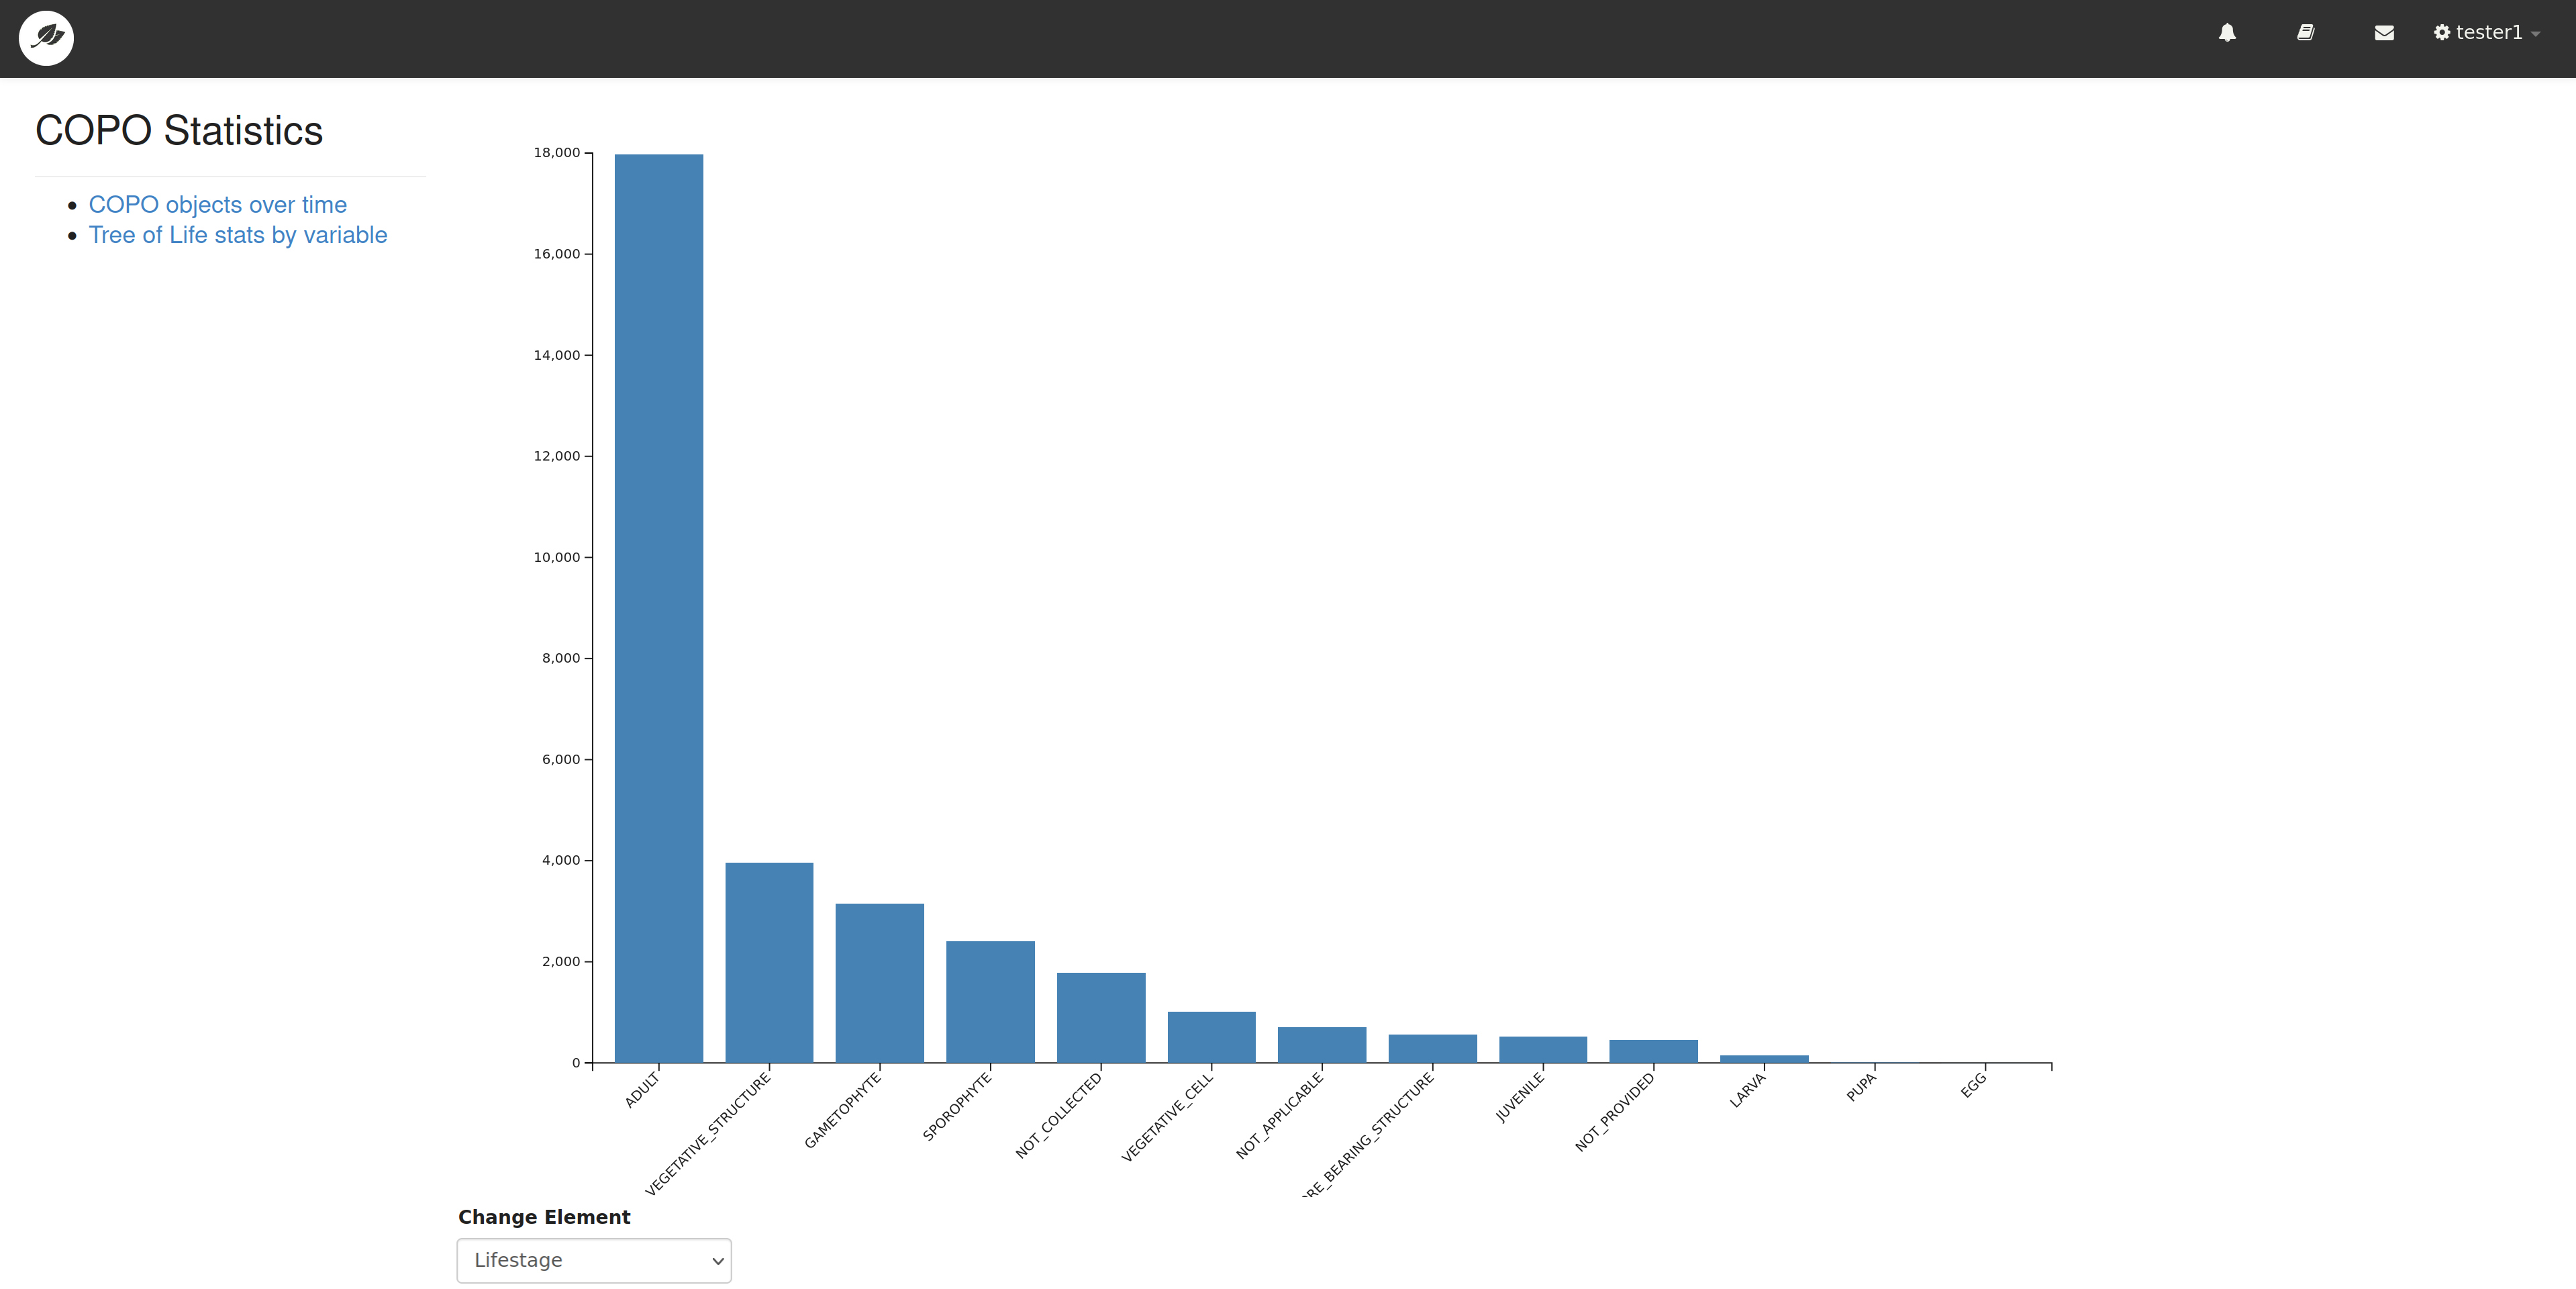 tester1
COPO Statistics
COPO objects over time
Tree of Life stats by variable
18,000
16,000
14,000
12,000
10,000
8,000
6,000
4,000
2,000
0
ADULT
VEGETATIVE_STRUCTURE
GAMETOPHYTE
SPOROPHYTE
NOT_COLLECTED
VEGETATIVE_CELL
NOT_APPLICABLE
RE_BEARING_STRUCTURE
JUVENILE
NOT_PROVIDED
LARVA
PUPA
EGG
Change Element
Lifestage